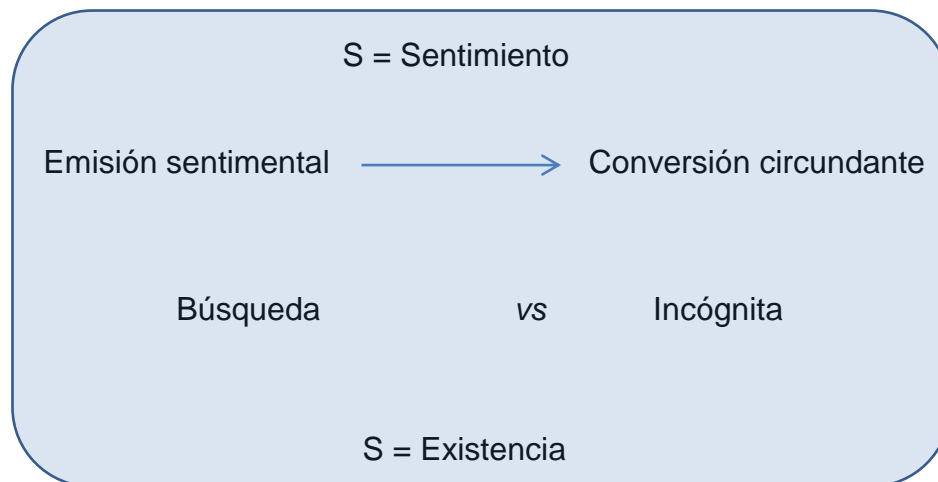 S = Sentimiento
Emisión sentimental Conversión circundante
Búsqueda vs Incógnita
S = Existencia